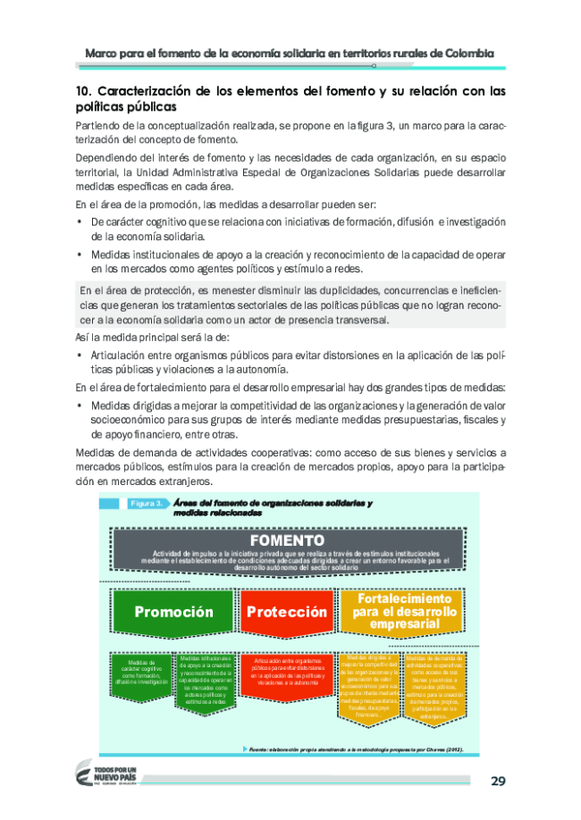 Marco para el fomento de la economía solidaria en territorios rurales de Colombia
10. Caracterización de los elementos del fomento y su relación con las
políticas públicas
Partiendo de la conceptualización realizada, se propone en la figura 3, un marco para la carac-
terización del concepto de fomento.
Dependiendo del interés de fomento y las necesidades de cada organización, en su espacio
territorial, la Unidad Administrativa Especial de Organizaciones Solidarias puede desarrollar
medidas específicas en cada área.
En el área de la promoción, las medidas a desarrollar pueden ser:
• De carácter cognitivo que se relaciona con iniciativas de formación, difusión e investigación
de la economía solidaria.
• Medidas institucionales de apoyo a la creación y reconocimiento de la capacidad de operar
en los mercados como agentes políticos y estímulo a redes.
En el área de protección, es menester disminuir las duplicidades, concurrencias e ineficien-
cias que generan los tratamientos sectoriales de las políticas públicas que no logran recono-
cer a la economía solidaria como un actor de presencia transversal.
Así la medida principal será la de:
• Articulación entre organismos públicos para evitar distorsiones en la aplicación de las polí-
ticas públicas y violaciones a la autonomía.
En el área de fortalecimiento para el desarrollo empresarial hay dos grandes tipos de medidas:
• Medidas dirigidas a mejorar la competitividad de las organizaciones y la generación de valor
socioeconómico para sus grupos de interés mediante medidas presupuestarias, fiscales y
de apoyo financiero, entre otras.
Medidas de demanda de actividades cooperativas: como acceso de sus bienes y servicios a
mercados públicos, estímulos para la creación de mercados propios, apoyo para la participa-
ción en mercados extranjeros.
Figura 3. Áreas del fomento de organizaciones solidarias y
medidas relacionadas
FOMENTO
Actividad de impulso a la iniciativa privada que se realiza a través de estímulos institucionales
mediante el establecimiento de condiciones adecuadas dirigidas a crear un entorno favorable para el
desarrollo autónomo del sector solidario
Promoción
Protección
Fortalecimiento
para el desarrollo
empresarial
Medidas de
carácter cognitivo
como formación,
difusión e investigación
Medidas intitucionales
de apoyo a la creación
y reconocimiento de la
capacidad de operar en
los mercados como
actores políticos y
estímulos a redes
Articulación entre organismos
públicos para evitar distorsiones
en la aplicación de las políticas y
violaciones a la autonomía
Medidas dirigidas a
mejorar la competitividad
de las organizaciones y la
generación de valor
socioeconómico para sus
grupos de interés mediante
medidas presupuestarias,
fiscales, de apoyo
financiero,
Medidas de demanda de
actividades cooperativas
como acceso de sus
bienes y servicios a
mercados públicos,
estímulos para la creación
de mercados propios,
participación en los
extranjeros.
Fuente: elaboración propia atendiendo a la metodología propuesta por Chaves (2012).
TODOS POR UN
NUEVO PAÍS
PAZ EQUIDAD EDUCACIÓN
29